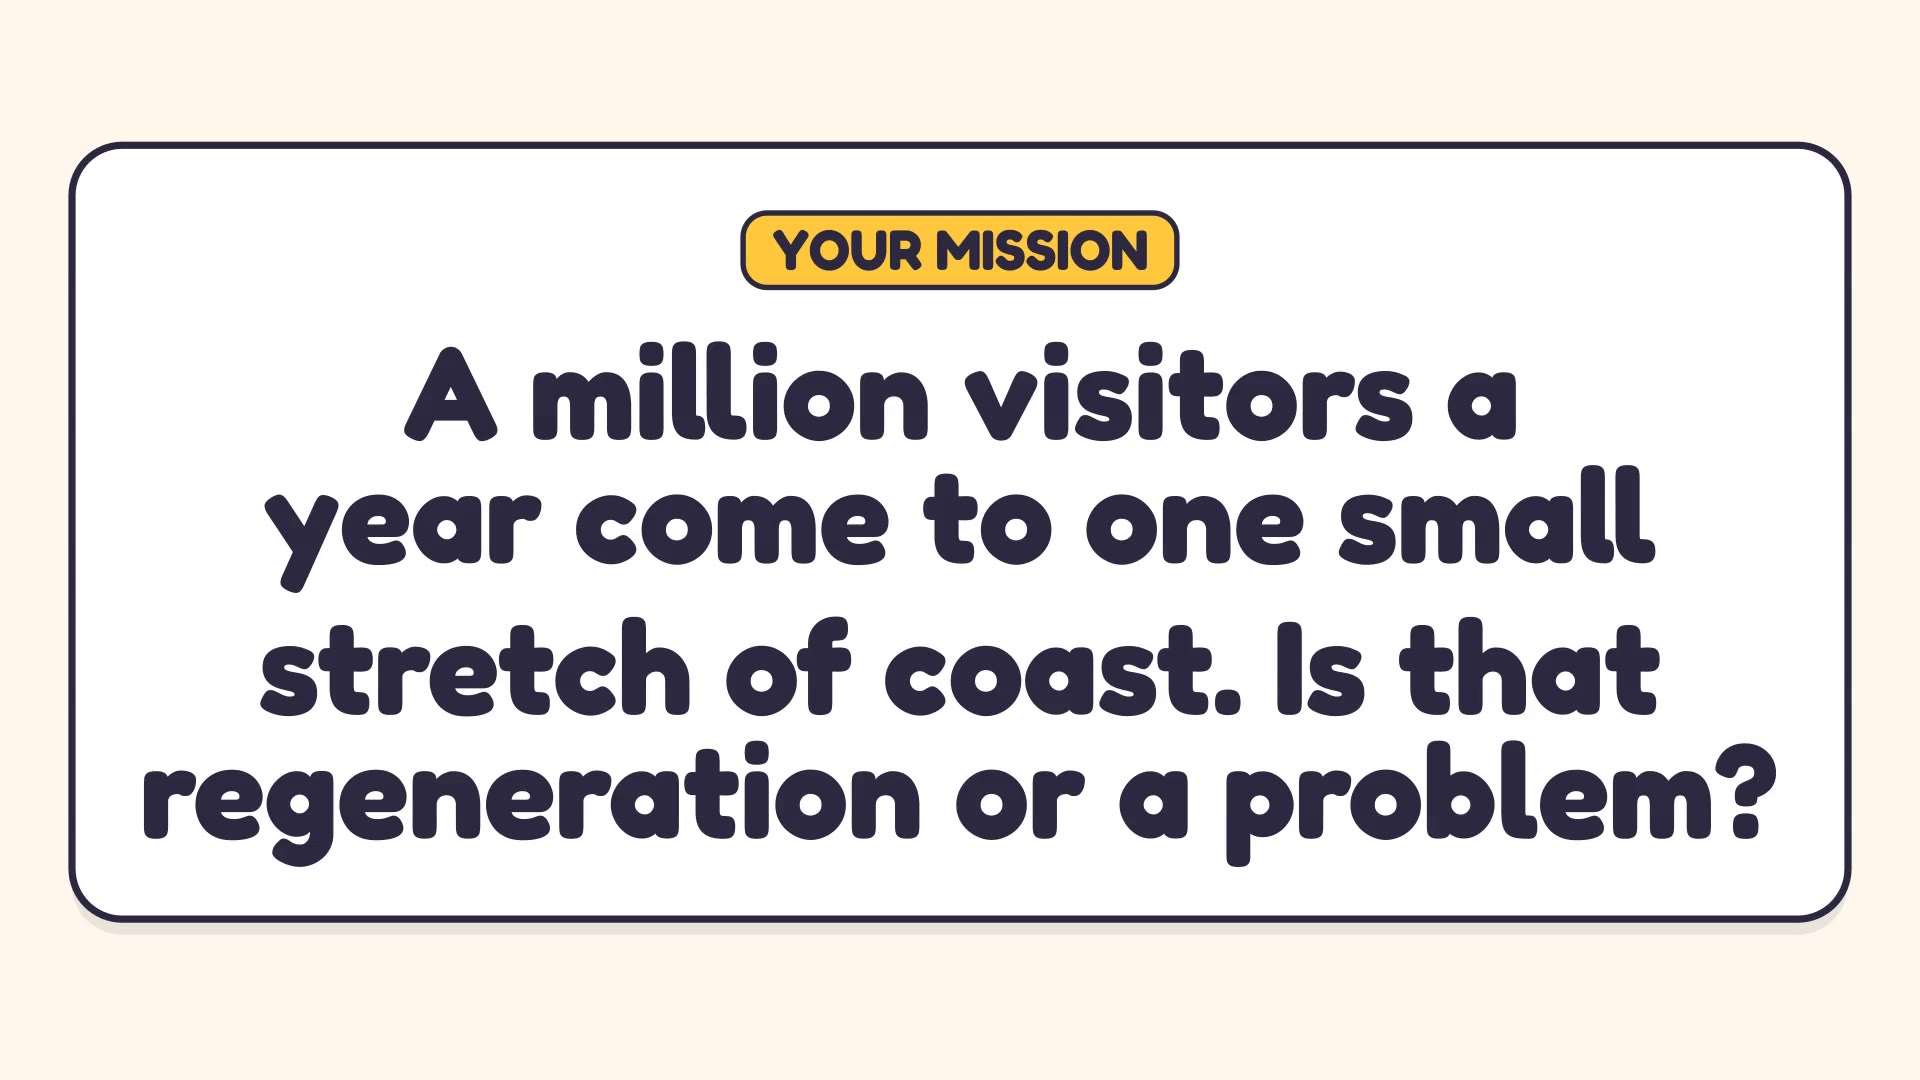 YOUR MISSION
A million visitors a
year come to one small
stretch of coast. Is that
regeneration or a problem?